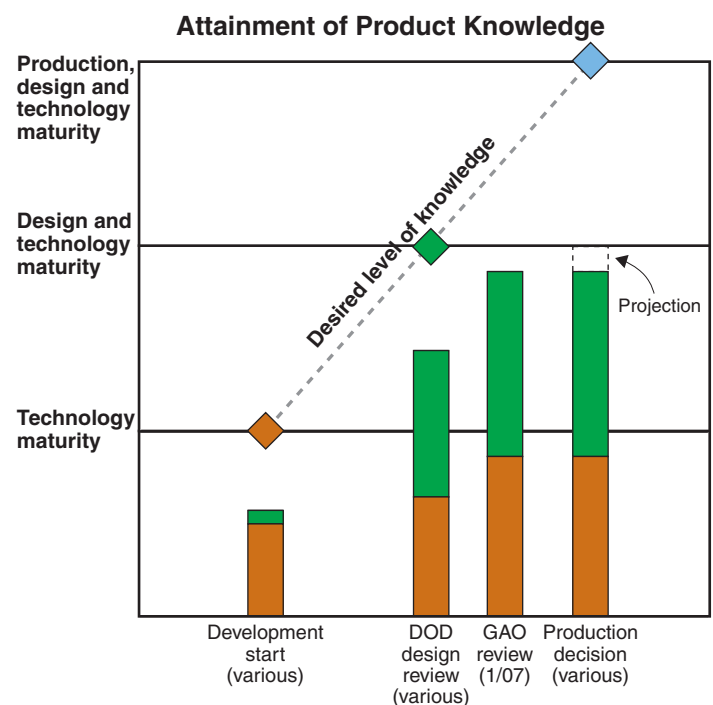 Attainment of Product Knowledge
Production,
design and
technology
maturity
Design and
technology
maturity
Technology
maturity
Desired level of knowledge
Projection
Development
start
(various)
DOD
design
review
(various)
GAO
review
(1/07)
Production
decision
(various)